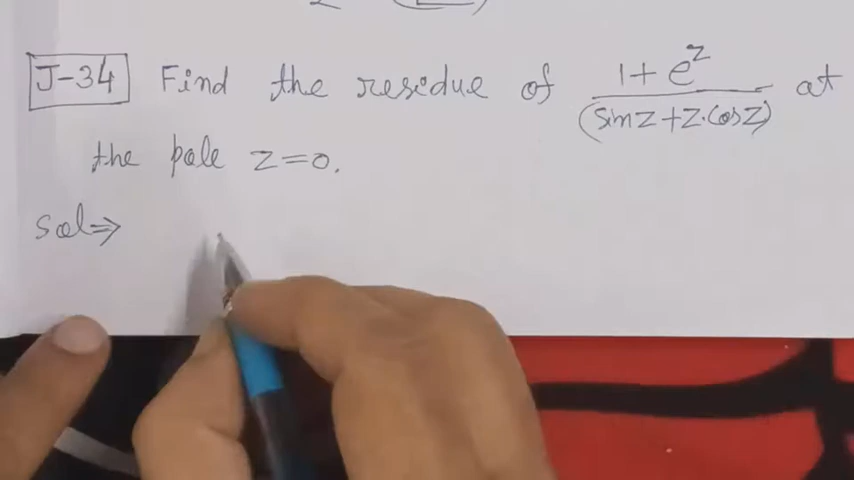 J-34 Find the residue of (1+e^z)/(sinz+z.cosz) at
the pole z=0.
Sol⇒